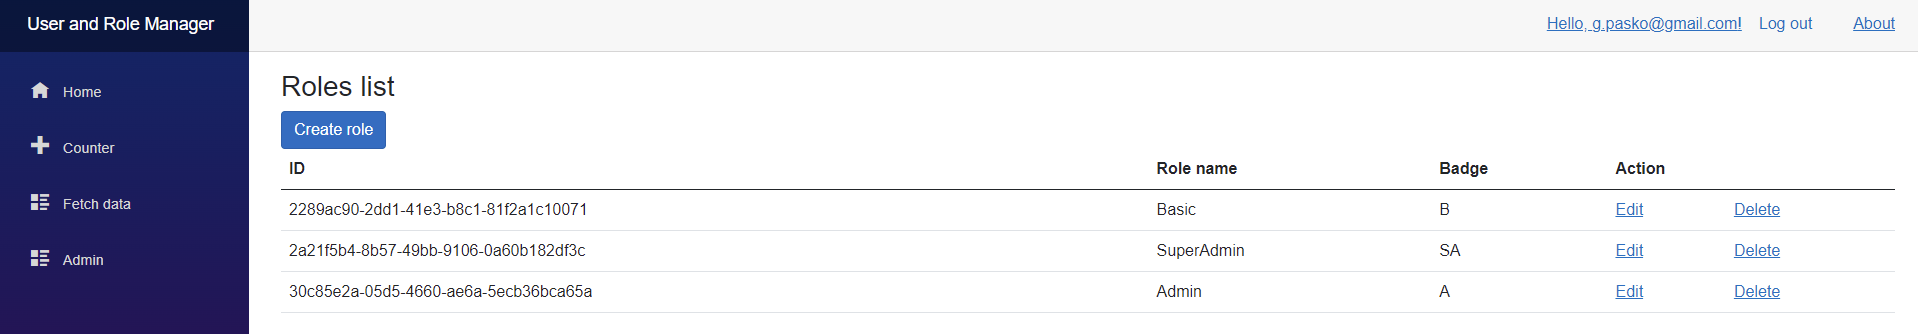 User and Role Manager
Hello, g.pasko@gmail.com! Log out About
Home
Counter
Fetch data
Admin
Roles list
Create role
ID Role name Badge Action
2289ac90-2dd1-41e3-b8c1-81f2a1c10071 Basic B Edit Delete
2a21f5b4-8b57-49bb-9106-0a60b182df3c SuperAdmin SA Edit Delete
30c85e2a-05d5-4660-ae6a-5ecb36bca65a Admin A Edit Delete